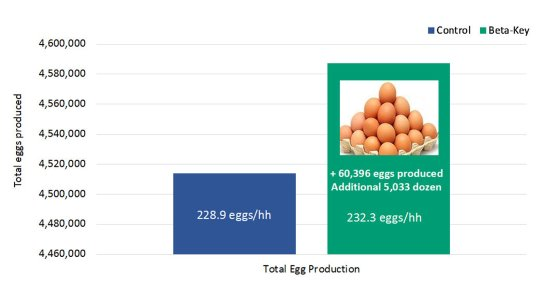 Control Beta-Key
4,600,000
4,580,000
4,560,000
4,540,000
4,520,000
4,500,000
4,480,000
4,460,000
Total eggs produced
+ 60,396 eggs produced
Additional 5,033 dozen
228.9 eggs/hh
232.3 eggs/hh
Total Egg Production